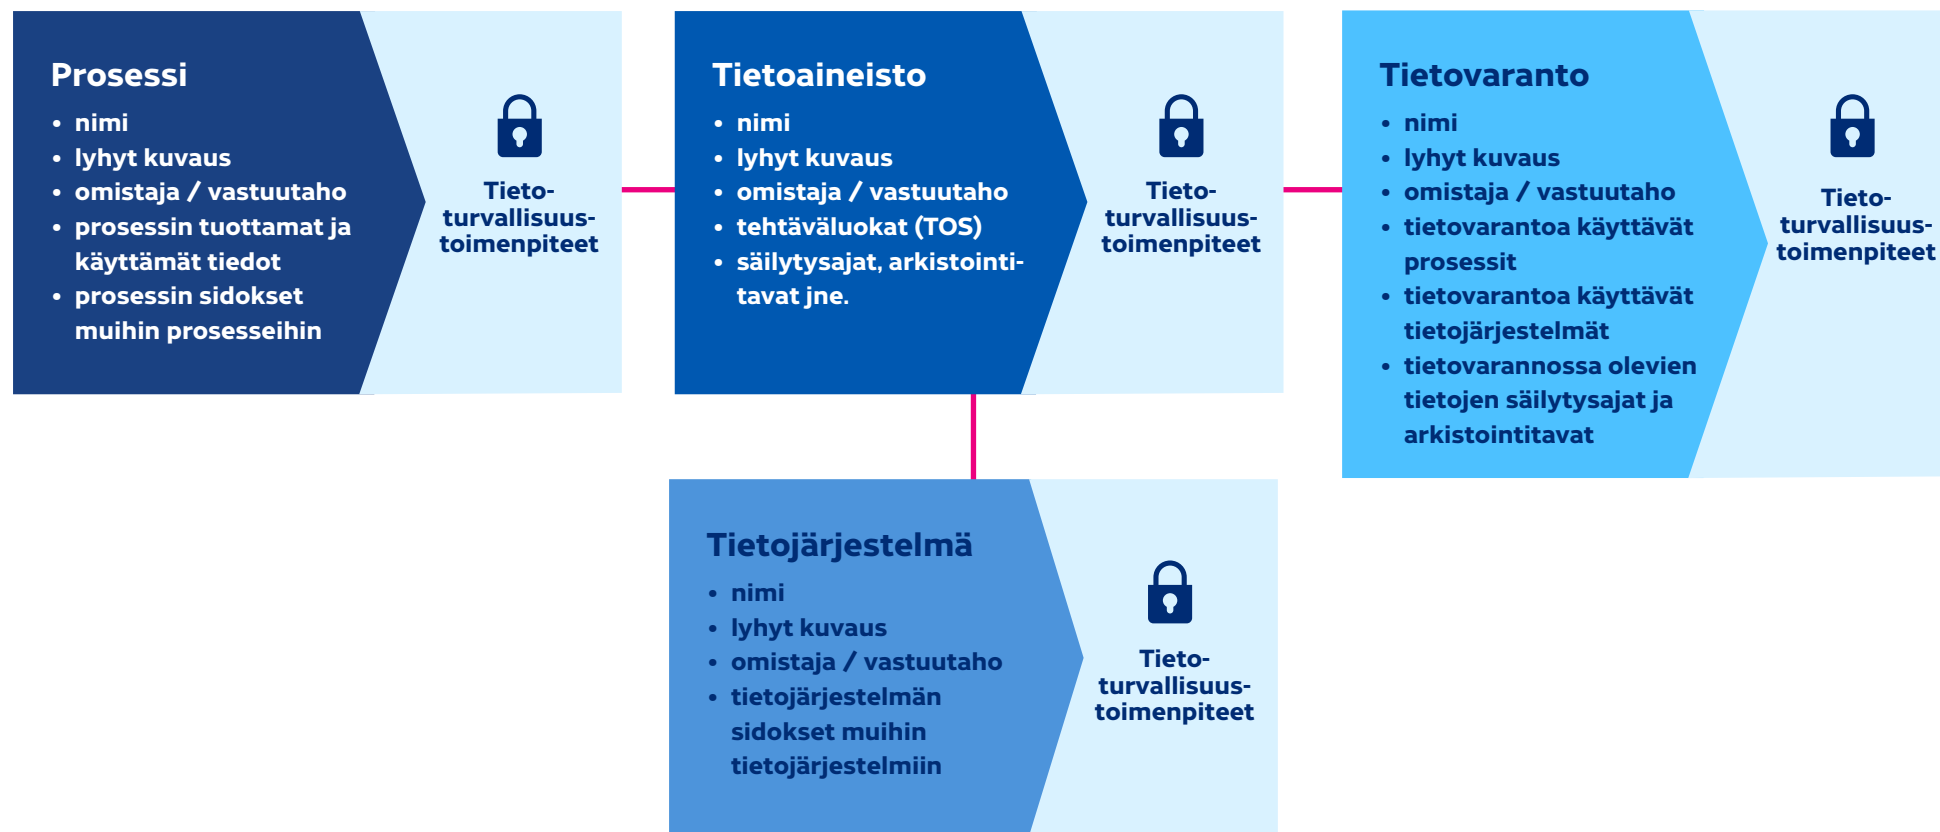 Prosessi
• nimi
• lyhyt kuvaus
• omistaja / vastuutaho
• prosessin tuottamat ja
käyttämät tiedot
• prosessin sidokset
muihin prosesseihin
Tieto-
turvallisuus-
toimenpiteet
Tietoaineisto
• nimi
• lyhyt kuvaus
• omistaja / vastuutaho
• tehtäväluokat (TOS)
• säilytysajat, arkistointi-
tavat jne.
Tieto-
turvallisuus-
toimenpiteet
Tietovaranto
• nimi
• lyhyt kuvaus
• omistaja / vastuutaho
• tietovarantoa käyttävät
prosessit
• tietovarantoa käyttävät
tietojärjestelmät
• tietovarannossa olevien
tietojen säilytysajat ja
arkistointitavat
Tieto-
turvallisuus-
toimenpiteet
Tietojärjestelmä
• nimi
• lyhyt kuvaus
• omistaja / vastuutaho
• tietojärjestelmän
sidokset muihin
tietojärjestelmiin
Tieto-
turvallisuus-
toimenpiteet